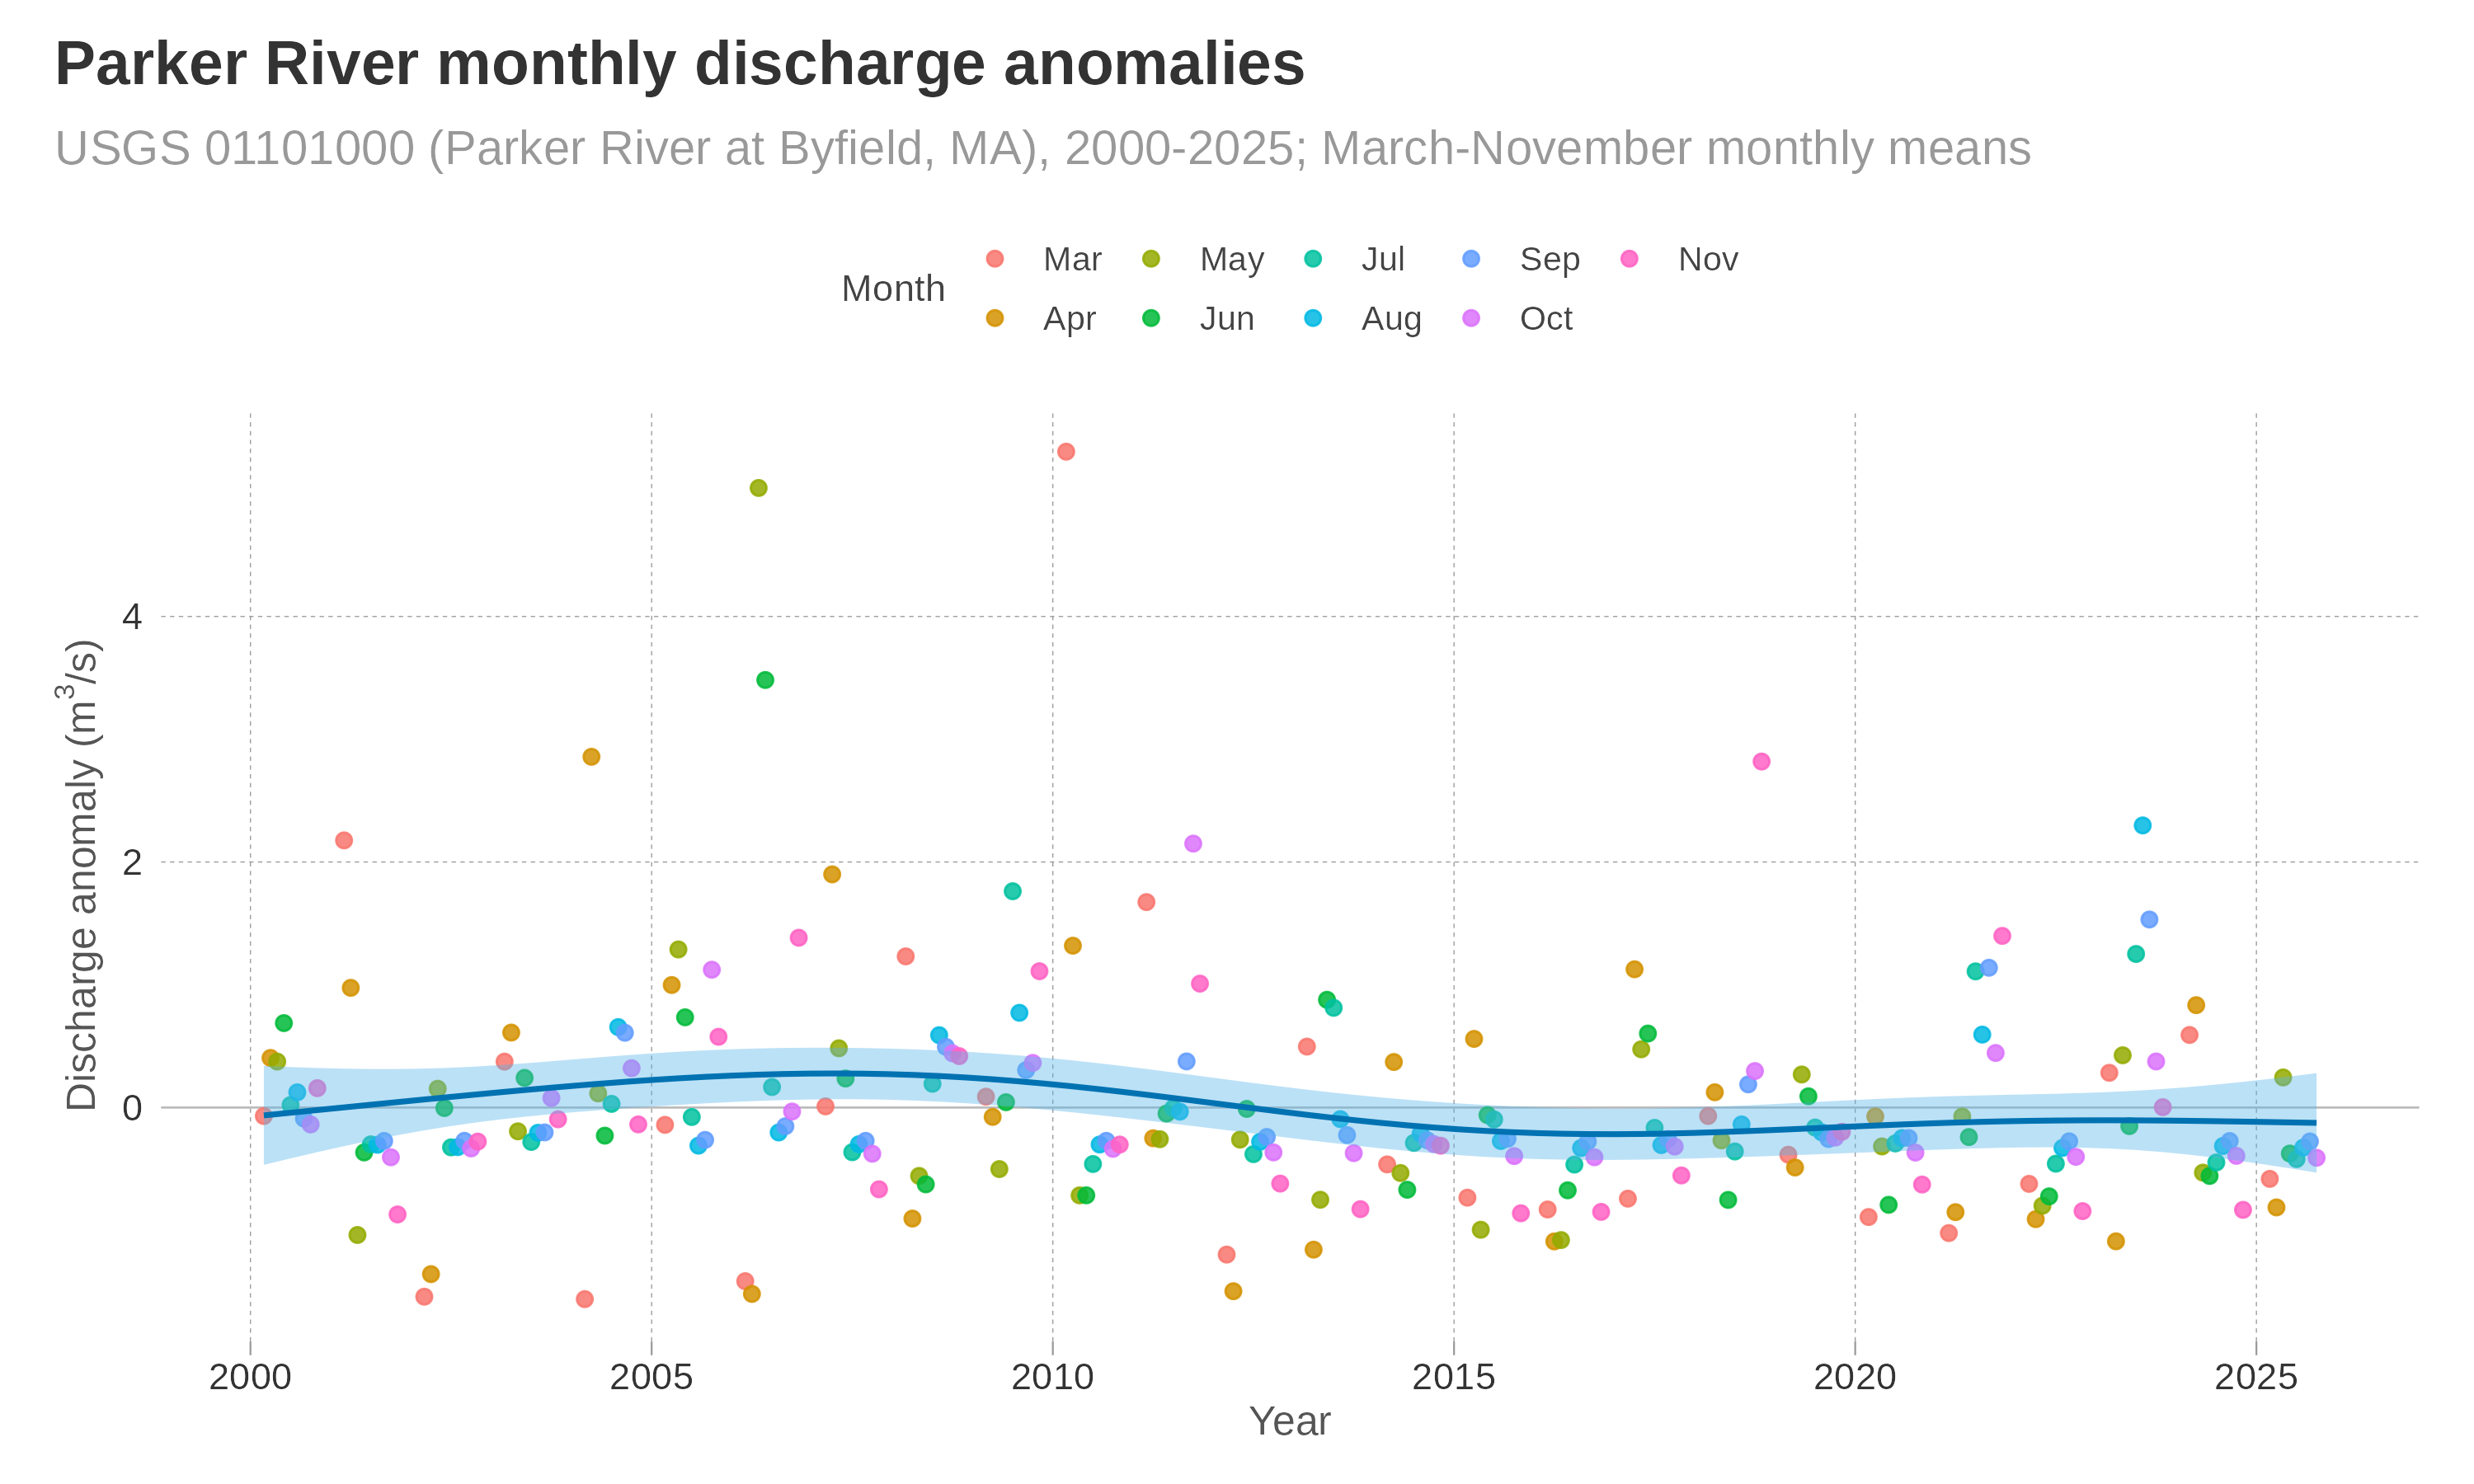 Parker River monthly discharge anomalies
USGS 01101000 (Parker River at Byfield, MA), 2000-2025; March-November monthly means
Month
Mar May Jul Sep Nov
Apr Jun Aug Oct
Discharge anomaly (m³/s)
4
2
0
2000 2005 2010 2015 2020 2025
Year